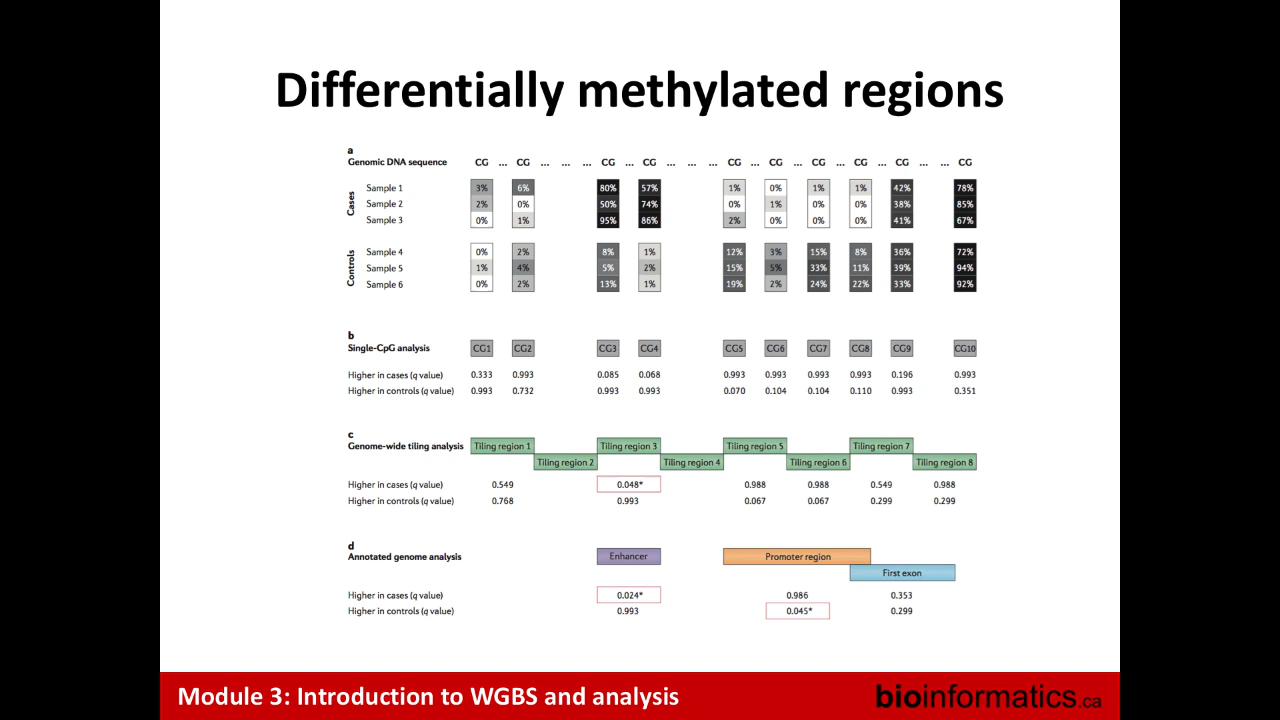 Differentially methylated regions
a
Genomic DNA sequence CG ... CG ... ... ... CG ... CG ... ... ... CG ... CG ... CG ... CG ... CG ... ... CG
Cases
Sample 1 3% 6% 80% 57% 1% 0% 1% 1% 42% 78%
Sample 2 2% 0% 50% 74% 0% 1% 0% 0% 38% 85%
Sample 3 0% 1% 95% 86% 2% 0% 0% 0% 41% 67%
Controls
Sample 4 0% 2% 8% 1% 12% 3% 15% 8% 36% 72%
Sample 5 1% 4% 5% 2% 15% 5% 33% 11% 39% 94%
Sample 6 0% 2% 13% 1% 19% 2% 24% 22% 33% 92%
b
Single-CpG analysis CG1 CG2 CG3 CG4 CG5 CG6 CG7 CG8 CG9 CG10
Higher in cases (q value) 0.333 0.993 0.085 0.068 0.993 0.993 0.993 0.993 0.196 0.993
Higher in controls (q value) 0.993 0.732 0.993 0.993 0.070 0.104 0.104 0.110 0.993 0.351
c
Genome-wide tiling analysis Tiling region 1 Tiling region 3 Tiling region 5 Tiling region 7
Tiling region 2 Tiling region 4 Tiling region 6 Tiling region 8
Higher in cases (q value) 0.549 0.048* 0.988 0.988 0.549 0.988
Higher in controls (q value) 0.768 0.993 0.067 0.067 0.299 0.299
d
Annotated genome analysis Enhancer Promoter region
First exon
Higher in cases (q value) 0.024* 0.986 0.353
Higher in controls (q value) 0.993 0.045* 0.299
Module 3: Introduction to WGBS and analysis bioinformatics.ca